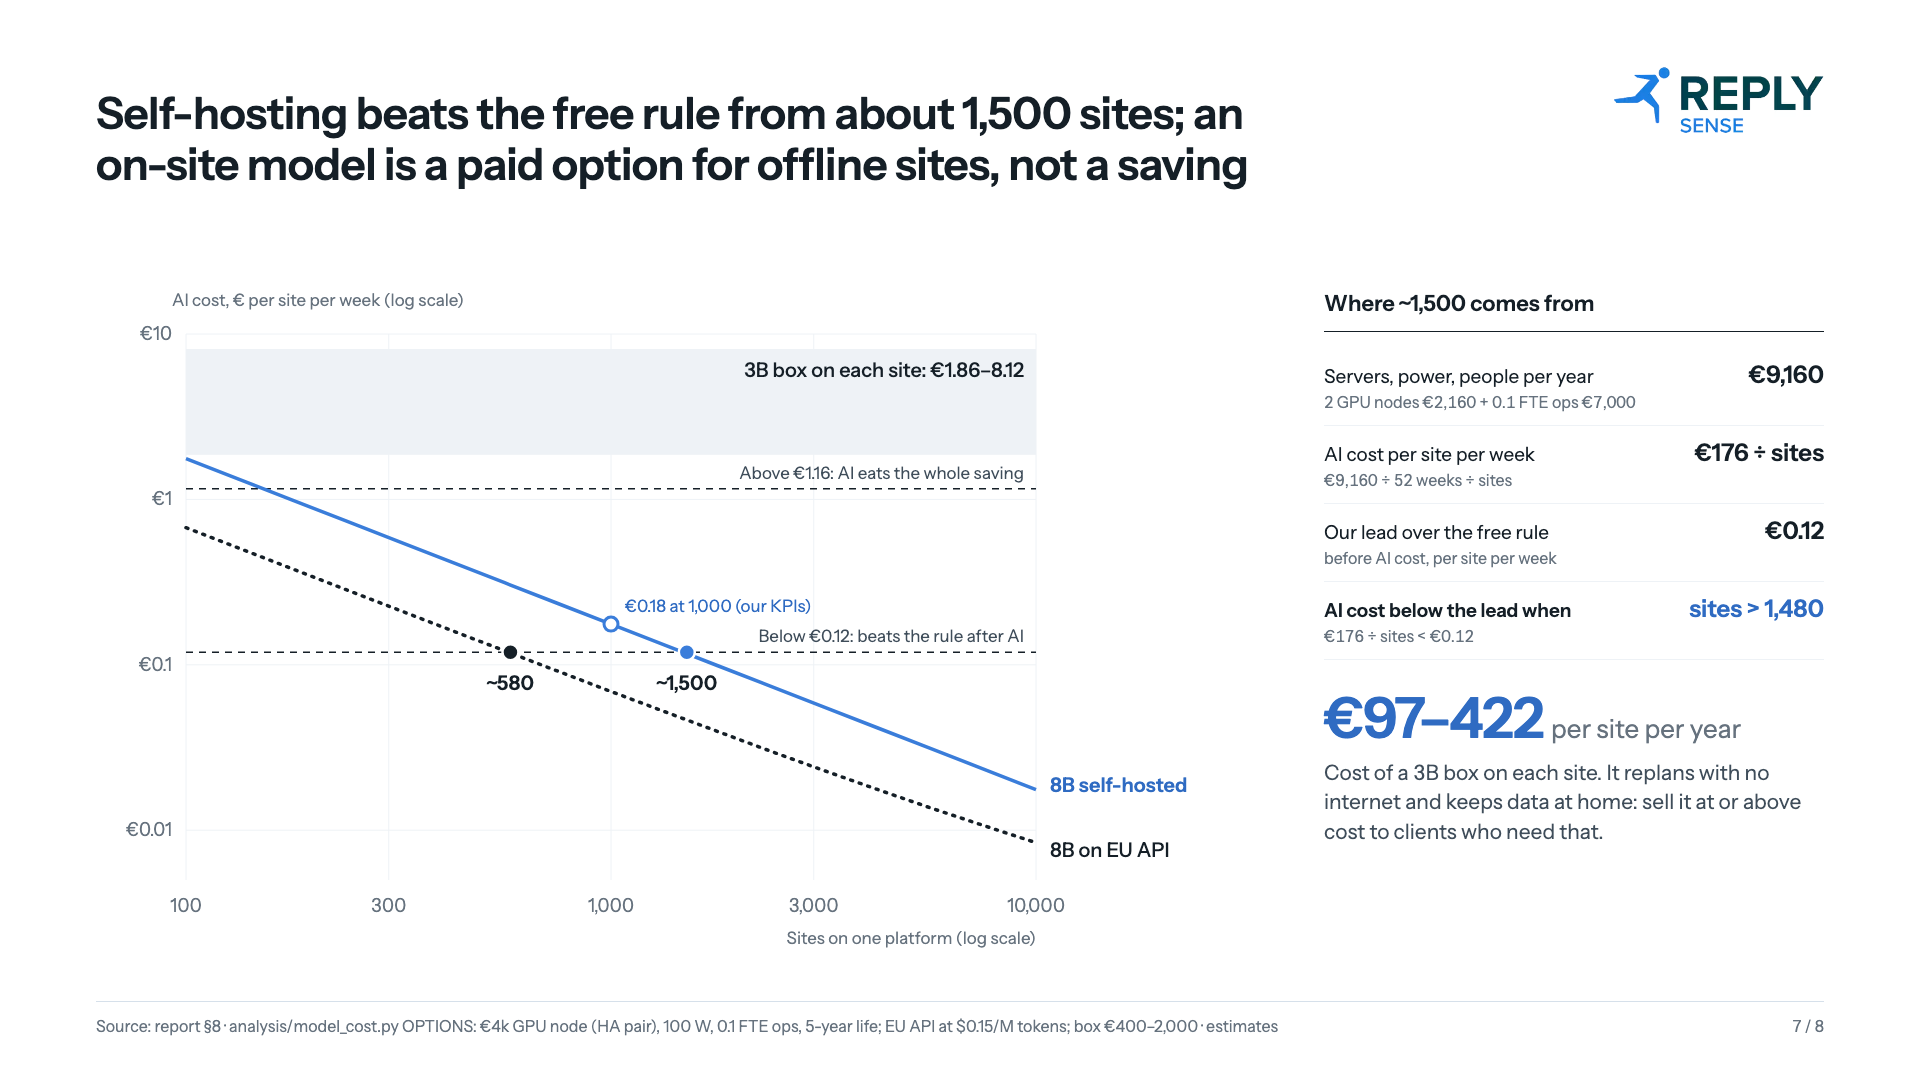 Self-hosting beats the free rule from about 1,500 sites; an
on-site model is a paid option for offline sites, not a saving
REPLY
SENSE
AI cost, € per site per week (log scale)
€10
€1
€0.1
€0.01
3B box on each site: €1.86–8.12
Above €1.16: AI eats the whole saving
€0.18 at 1,000 (our KPIs)
Below €0.12: beats the rule after AI
~580
~1,500
8B self-hosted
8B on EU API
100
300
1,000
3,000
10,000
Sites on one platform (log scale)
Where ~1,500 comes from
Servers, power, people per year
€9,160
2 GPU nodes €2,160 + 0.1 FTE ops €7,000
AI cost per site per week
€176 ÷ sites
€9,160 ÷ 52 weeks ÷ sites
Our lead over the free rule
€0.12
before AI cost, per site per week
AI cost below the lead when
sites > 1,480
€176 ÷ sites < €0.12
€97–422 per site per year
Cost of a 3B box on each site. It replans with no
internet and keeps data at home: sell it at or above
cost to clients who need that.
Source: report §8 · analysis/model_cost.py OPTIONS: €4k GPU node (HA pair), 100 W, 0.1 FTE ops, 5-year life; EU API at $0.15/M tokens; box €400–2,000 · estimates
7 / 8